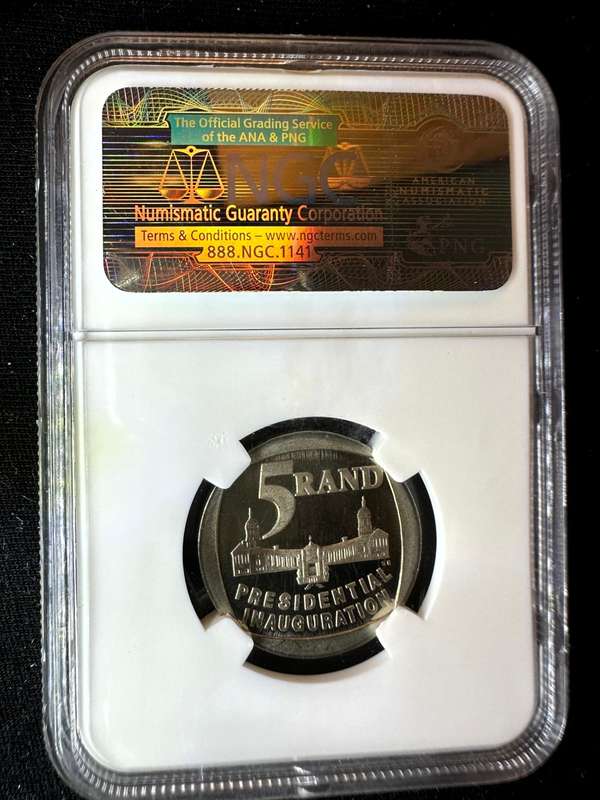 The Official Grading Service
of the ANA & PNG
NGC
Numismatic Guaranty Corporation
Terms & Conditions – www.ngcterms.com
888.NGC.1141
AMERICAN
NUMISMATIC
ASSOCIATION
PNG
5 RAND
PRESIDENTIAL
INAUGURATION